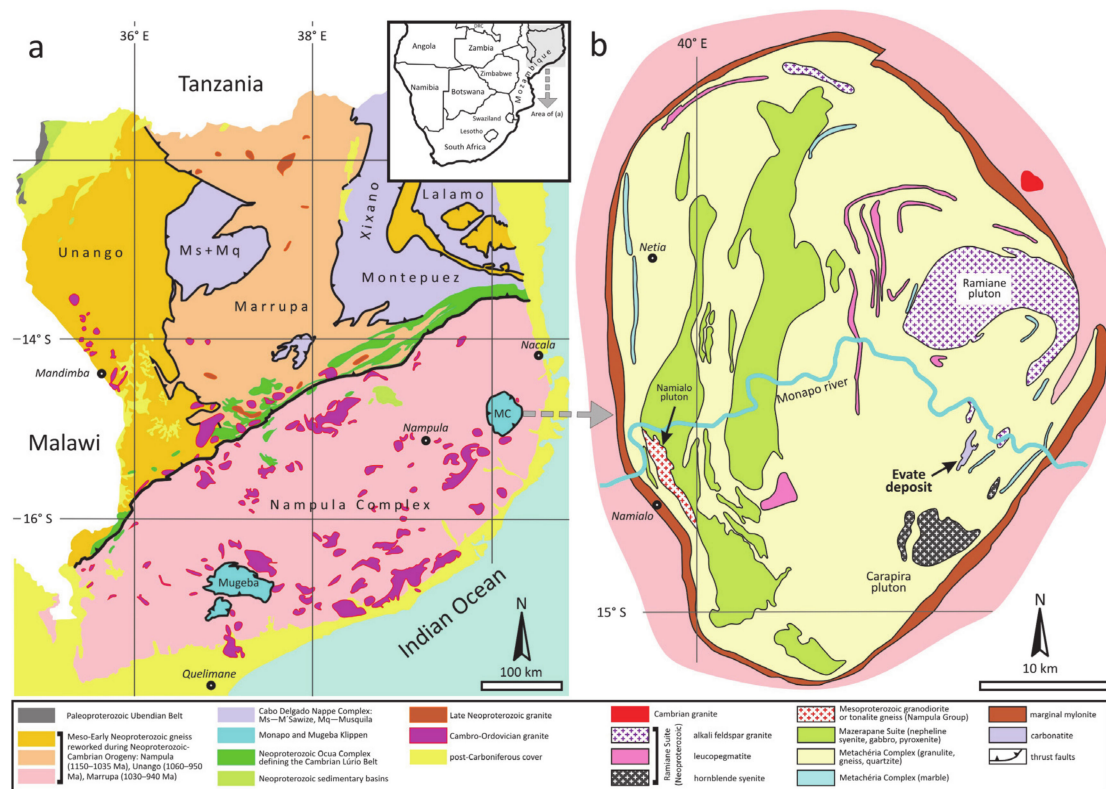 a
36° E
38° E
Tanzania
DRC
Angola
Zambia
Namibia
Zimbabwe
Botswana
Mozambique
Swaziland
Lesotho
South Africa
Area of (a)
Unango
Ms+Mq
Xixano
Lalamo
Montepuez
Marrupa
14° S
Mandimba
Nacala
MC
Malawi
Nampula
Nampula Complex
16° S
Mugeba
Indian Ocean
Quelimane
N
100 km
b
40° E
Netia
Ramiane
pluton
Namialo
pluton
Monapo river
Evate
deposit
Namialo
Carapira
pluton
15° S
N
10 km
Paleoproterozoic Ubendian Belt
Meso-Early Neoproterozoic gneiss
reworked during Neoproterozoic-
Cambrian Orogeny: Nampula
(1150–1035 Ma), Unango (1060–950
Ma), Marrupa (1030–940 Ma)
Cabo Delgado Nappe Complex:
Ms—M´Sawize, Mq—Musquila
Monapo and Mugeba Klippen
Neoproterozoic Ocua Complex
defining the Cambrian Lúrio Belt
Neoproterozoic sedimentary basins
Late Neoproterozoic granite
Cambro-Ordovician granite
post-Carboniferous cover
Cambrian granite
alkali feldspar granite
leucopegmatite
hornblende syenite
Ramiane Suite
(Neoproterozoic)
Mesoproterozoic granodiorite
or tonalite gneiss (Nampula Group)
Mazerapane Suite (nepheline
syenite, gabbro, pyroxenite)
Metachéria Complex (granulite,
gneiss, quartzite)
Metachéria Complex (marble)
marginal mylonite
carbonatite
thrust faults